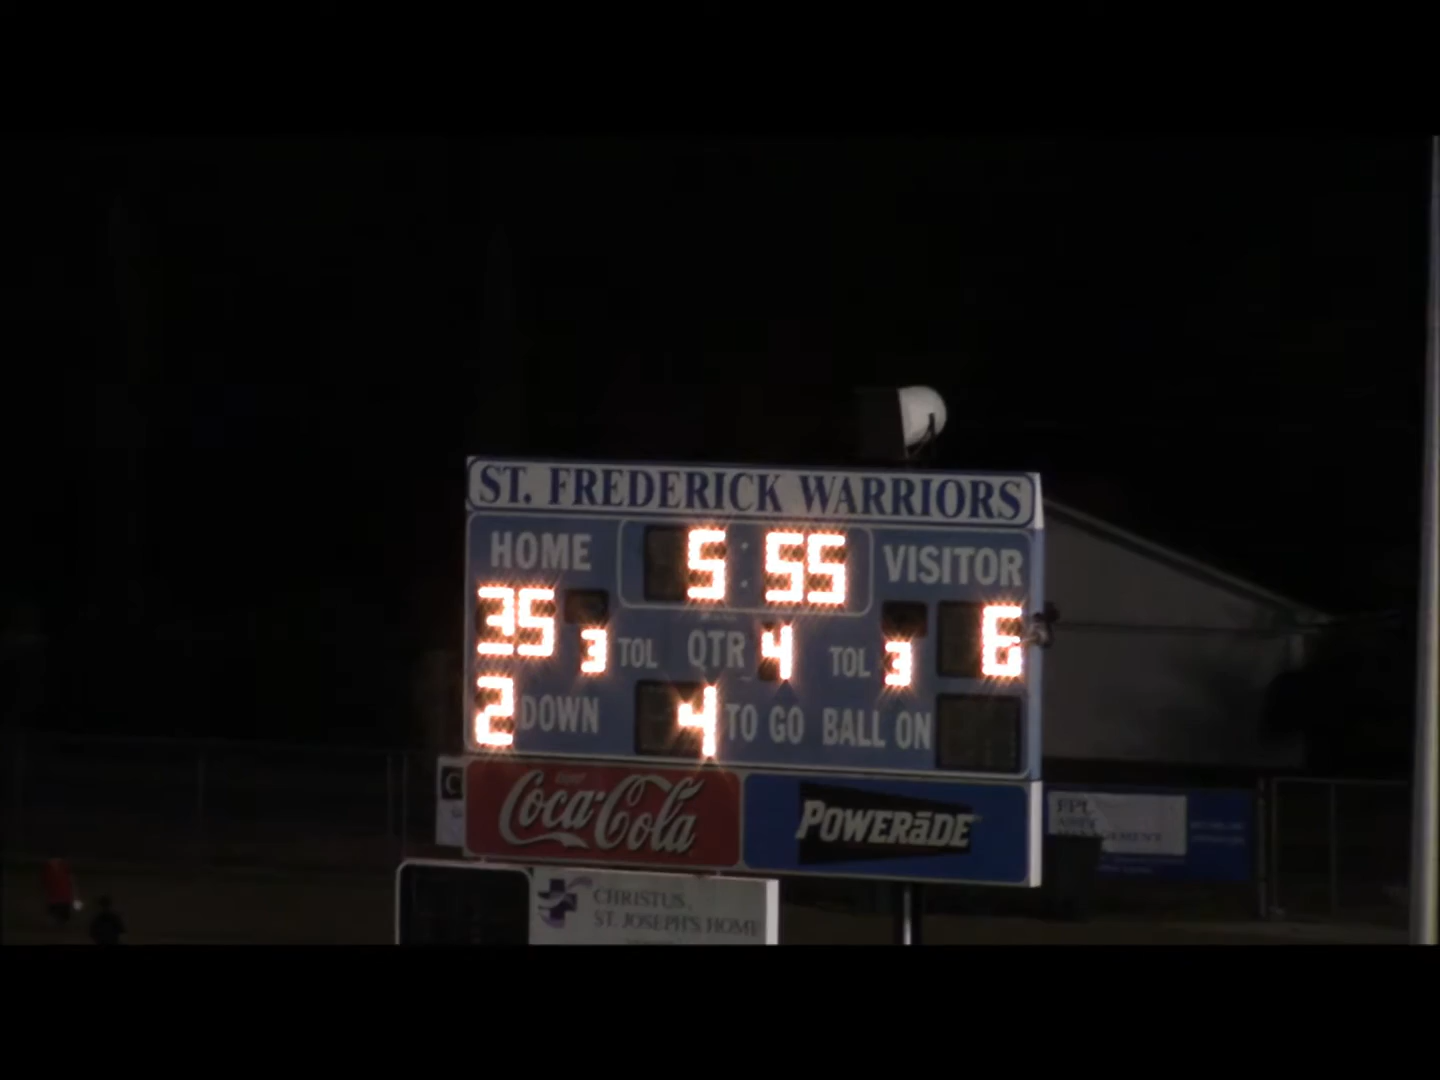 ST. FREDERICK WARRIORS
HOME 5:55 VISITOR
35 3 TOL QTR 4 TOL 3 6
2 DOWN 4 TO GO BALL ON
Coca-Cola POWERADE
CHRISTUS
ST. JOSEPH'S HOME